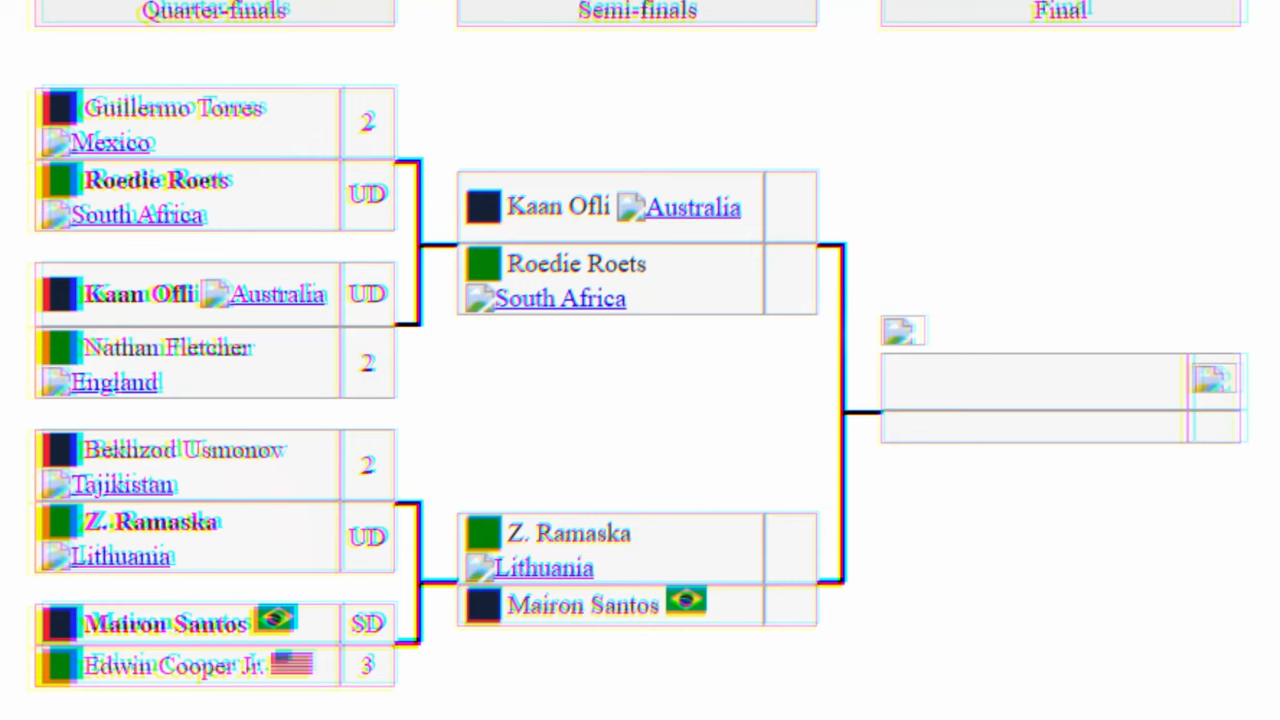 Quarter-finals
Semi-finals
Final
Guillermo Torres
Mexico
2
Roedie Roets
South Africa
UD
Kaan Ofli Australia
UD
Nathan Fletcher
England
2
Bekhzod Usmonov
Tajikistan
2
Z. Ramaska
Lithuania
UD
Mairon Santos
SD
Edwin Cooper Jr.
3
Kaan Ofli Australia
Roedie Roets
South Africa
Z. Ramaska
Lithuania
Mairon Santos